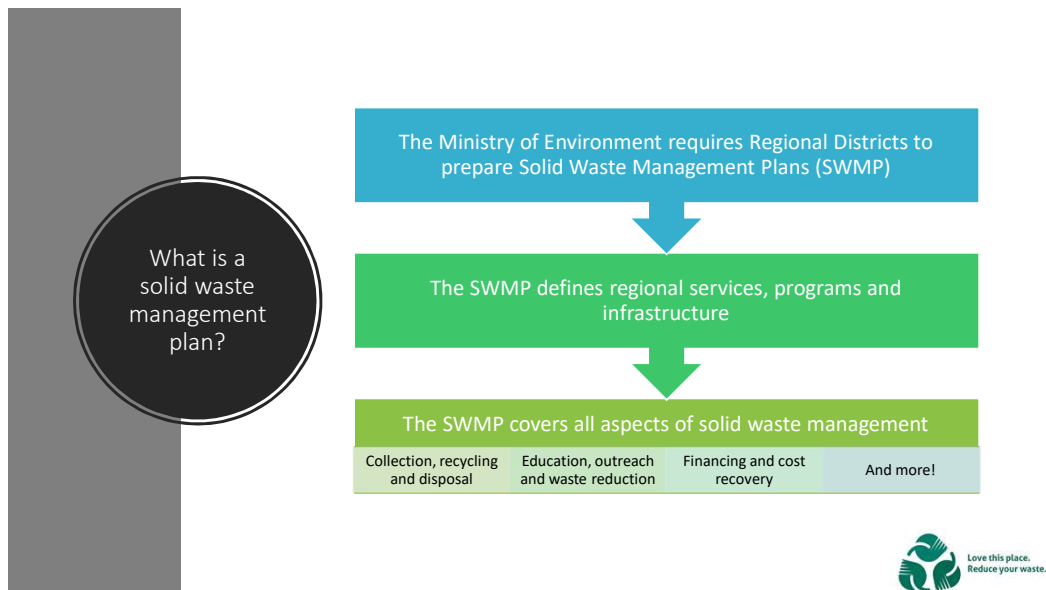 What is a
solid waste
management
plan?
The Ministry of Environment requires Regional Districts to
prepare Solid Waste Management Plans (SWMP)
The SWMP defines regional services, programs and
infrastructure
The SWMP covers all aspects of solid waste management
Collection, recycling
and disposal
Education, outreach
and waste reduction
Financing and cost
recovery
And more!
Love this place.
Reduce your waste.